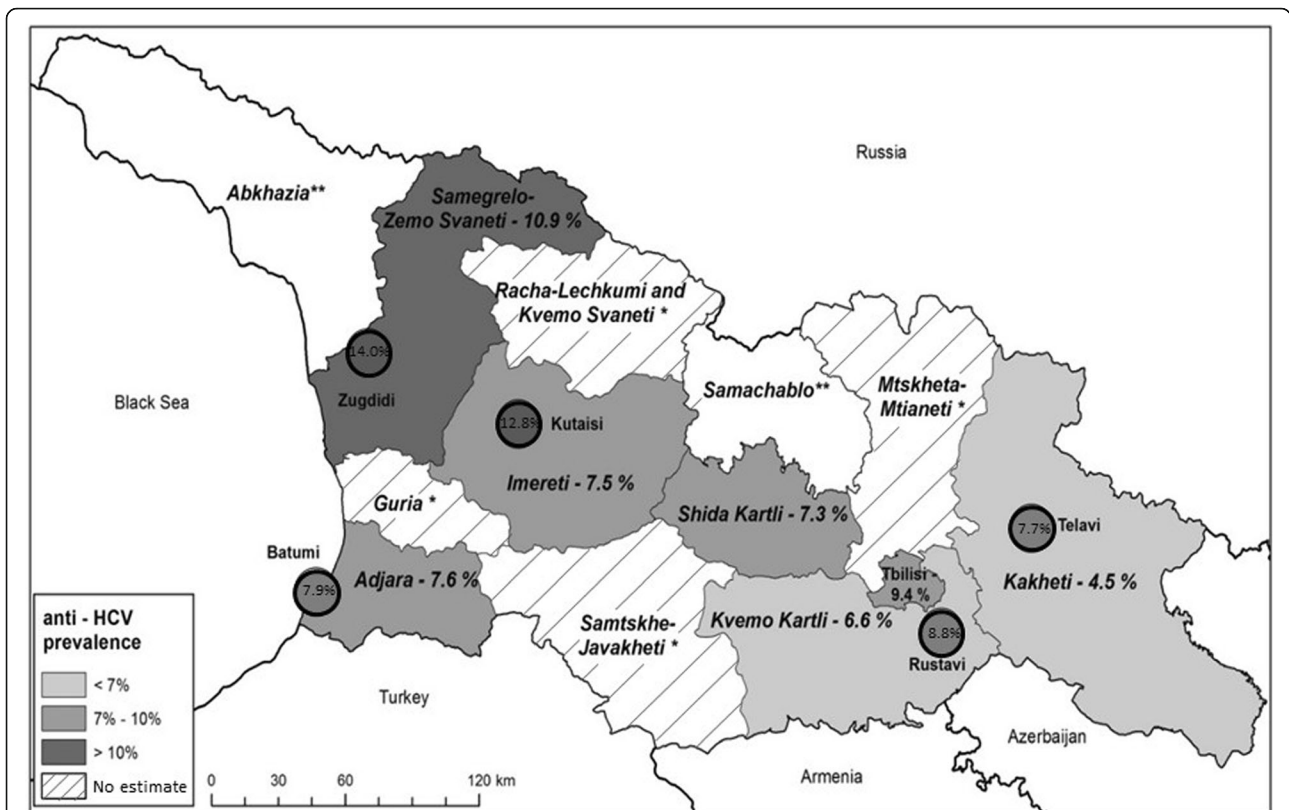 Russia
Abkhazia**
Samegrelo-
Zemo Svaneti - 10.9 %
Racha-Lechkumi and
Kvemo Svaneti *
14.0%
Zugdidi
Black Sea
Samachablo**
Mtskheta-
Mtianeti *
12.8%
Kutaisi
Imereti - 7.5 %
Guria *
Shida Kartli - 7.3 %
7.7%
Telavi
Batumi
7.9%
Adjara - 7.6 %
Tbilisi -
9.4 %
Kakheti - 4.5 %
Samtskhe-
Javakheti *
Kvemo Kartli - 6.6 %
8.8%
Rustavi
Turkey
Azerbaijan
Armenia
anti - HCV
prevalence
< 7%
7% - 10%
> 10%
No estimate
0 30 60 120 km